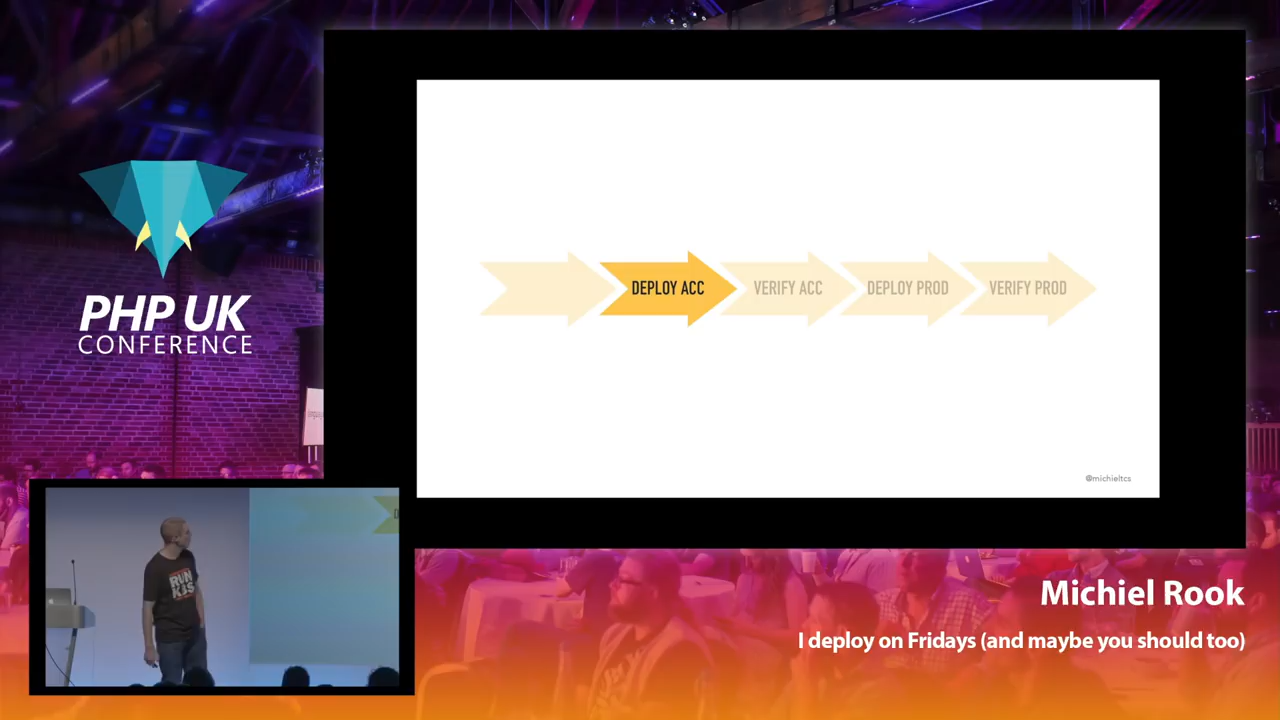 PHP UK
CONFERENCE
DEPLOY ACC
VERIFY ACC
DEPLOY PROD
VERIFY PROD
@michieltcs
RUN
Michiel Rook
I deploy on Fridays (and maybe you should too)